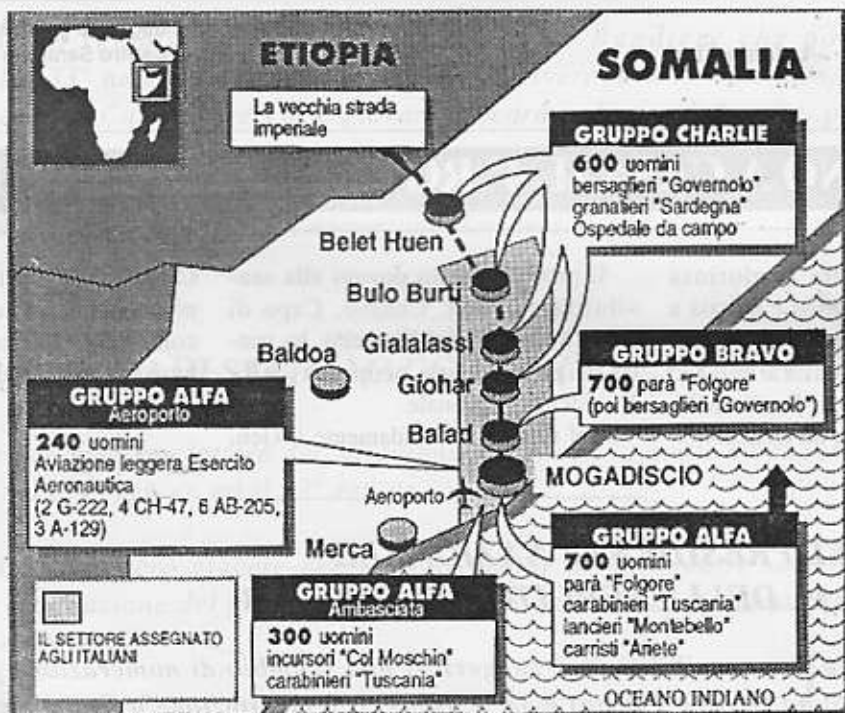 ETIOPIA
SOMALIA
La vecchia strada
imperiale
GRUPPO CHARLIE
600 uomini
bersaglieri "Governolo"
granatieri "Sardegna"
Ospedale da campo
Belet Huen
Bulo Burti
Gialalassi
Baldoa
Giohar
GRUPPO BRAVO
700 parà "Folgore"
(poi bersaglieri "Governolo")
GRUPPO ALFA
Aeroporto
240 uomini
Aviazione leggera Esercito
Aeronautica
(2 G-222, 4 CH-47, 6 AB-205,
3 A-129)
Balad
MOGADISCIO
Aeroporto
Merca
GRUPPO ALFA
700 uomini
parà "Folgore"
carabinieri "Tuscania"
lancieri "Montebello"
carristi "Ariete"
GRUPPO ALFA
Ambasciata
300 uomini
incursori "Col Moschin"
carabinieri "Tuscania"
IL SETTORE ASSEGNATO
AGLI ITALIANI
OCEANO INDIANO